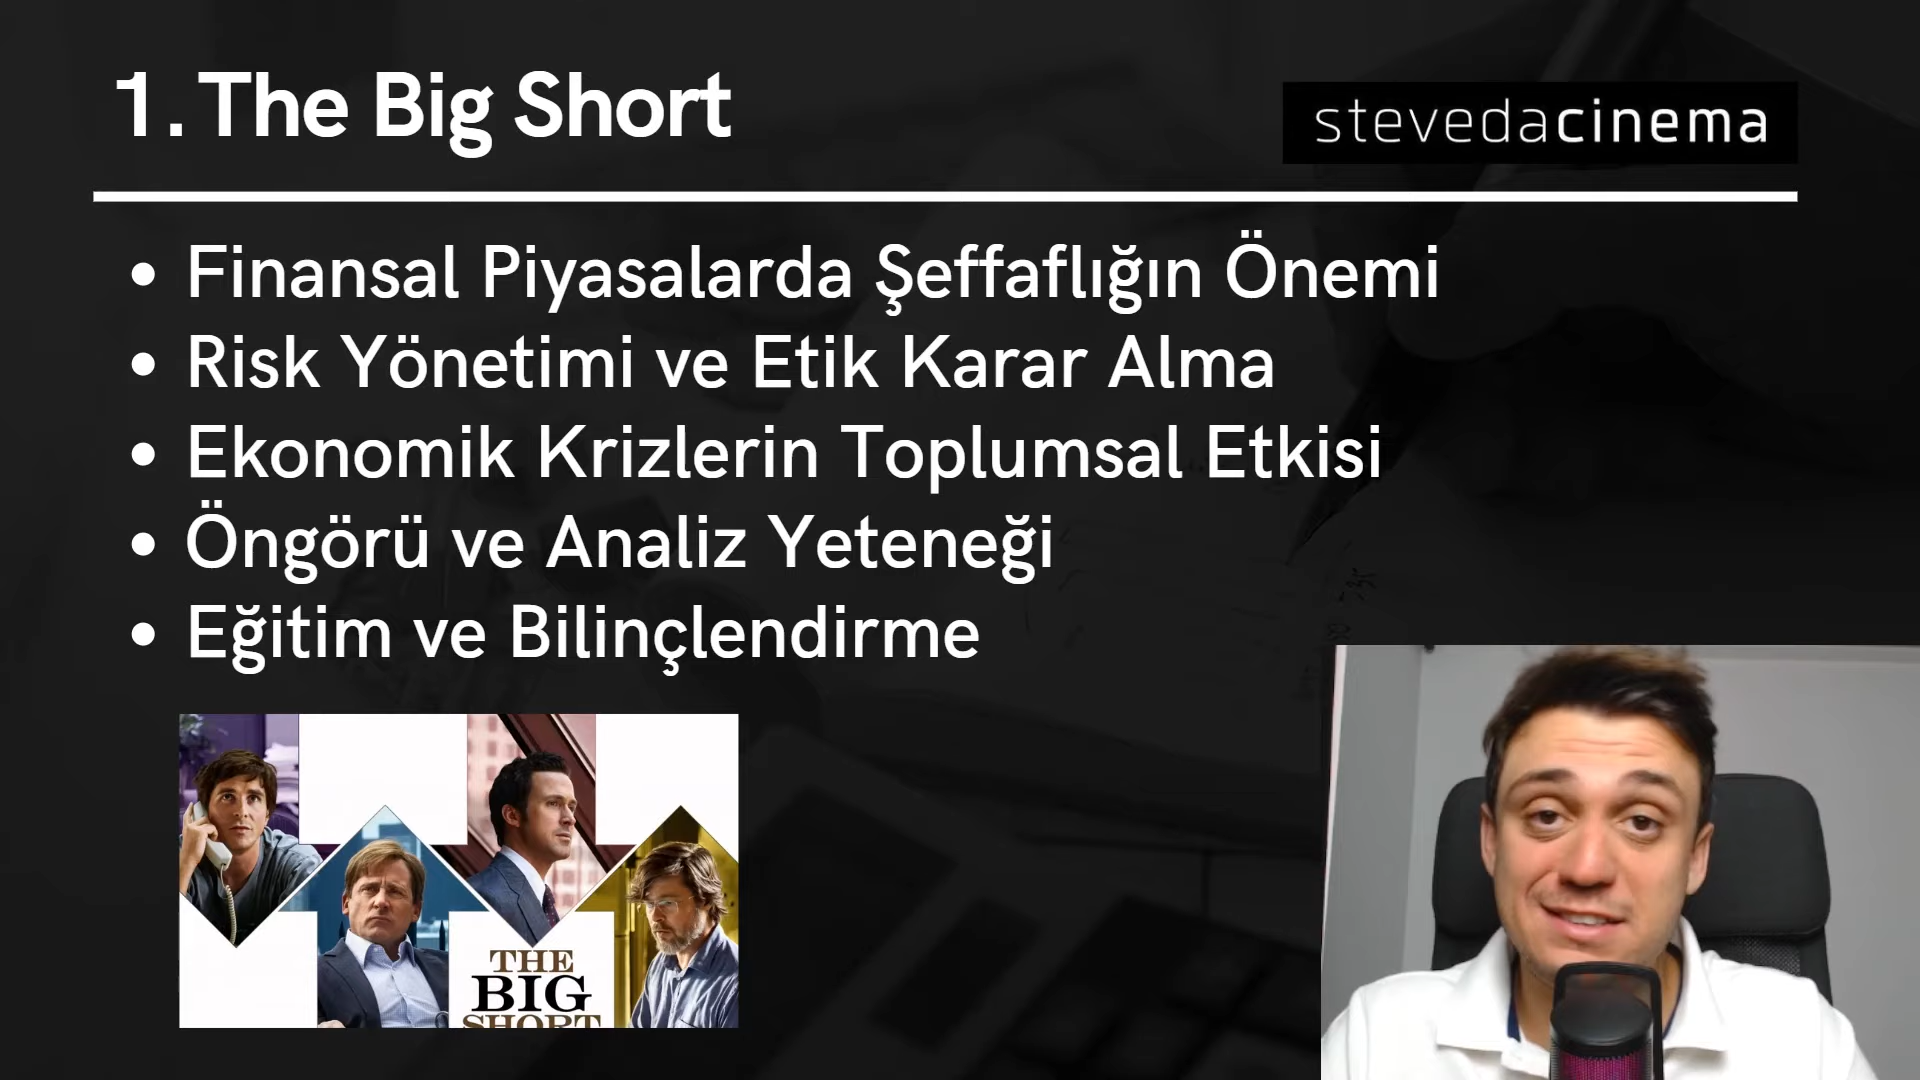 1. The Big Short
stevedacinema
• Finansal Piyasalarda Şeffaflığın Önemi
• Risk Yönetimi ve Etik Karar Alma
• Ekonomik Krizlerin Toplumsal Etkisi
• Öngörü ve Analiz Yeteneği
• Eğitim ve Bilinçlendirme
THE
BIG
SHORT